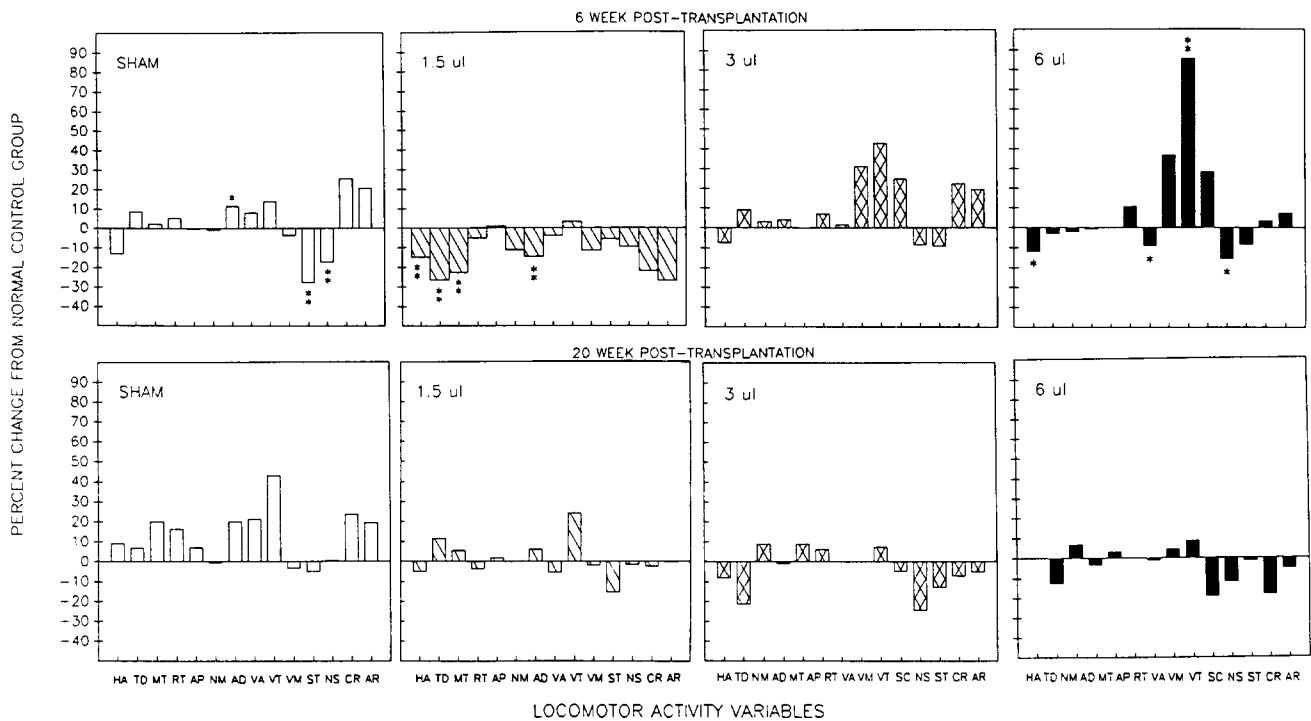 6 WEEK POST-TRANSPLANTATION
PERCENT CHANGE FROM NORMAL CONTROL GROUP
SHAM
90
80
70
60
50
40
30
20
10
0
-10
-20
-30
-40
*
**
**
1.5 ul
**
**
**
**
3 ul
6 ul
*
*
**
*
20 WEEK POST-TRANSPLANTATION
SHAM
90
80
70
60
50
40
30
20
10
0
-10
-20
-30
-40
1.5 ul
3 ul
6 ul
HA TD MT RT AP NM AD VA VT VM ST NS CR AR
HA TD MT RT AP NM AD VA VT VM ST NS CR AR
HA TD NM AD MT AP RT VA VM VT SC NS ST CR AR
HA TD NM AD MT AP RT VA VM VT SC NS ST CR AR
LOCOMOTOR ACTIVITY VARIABLES